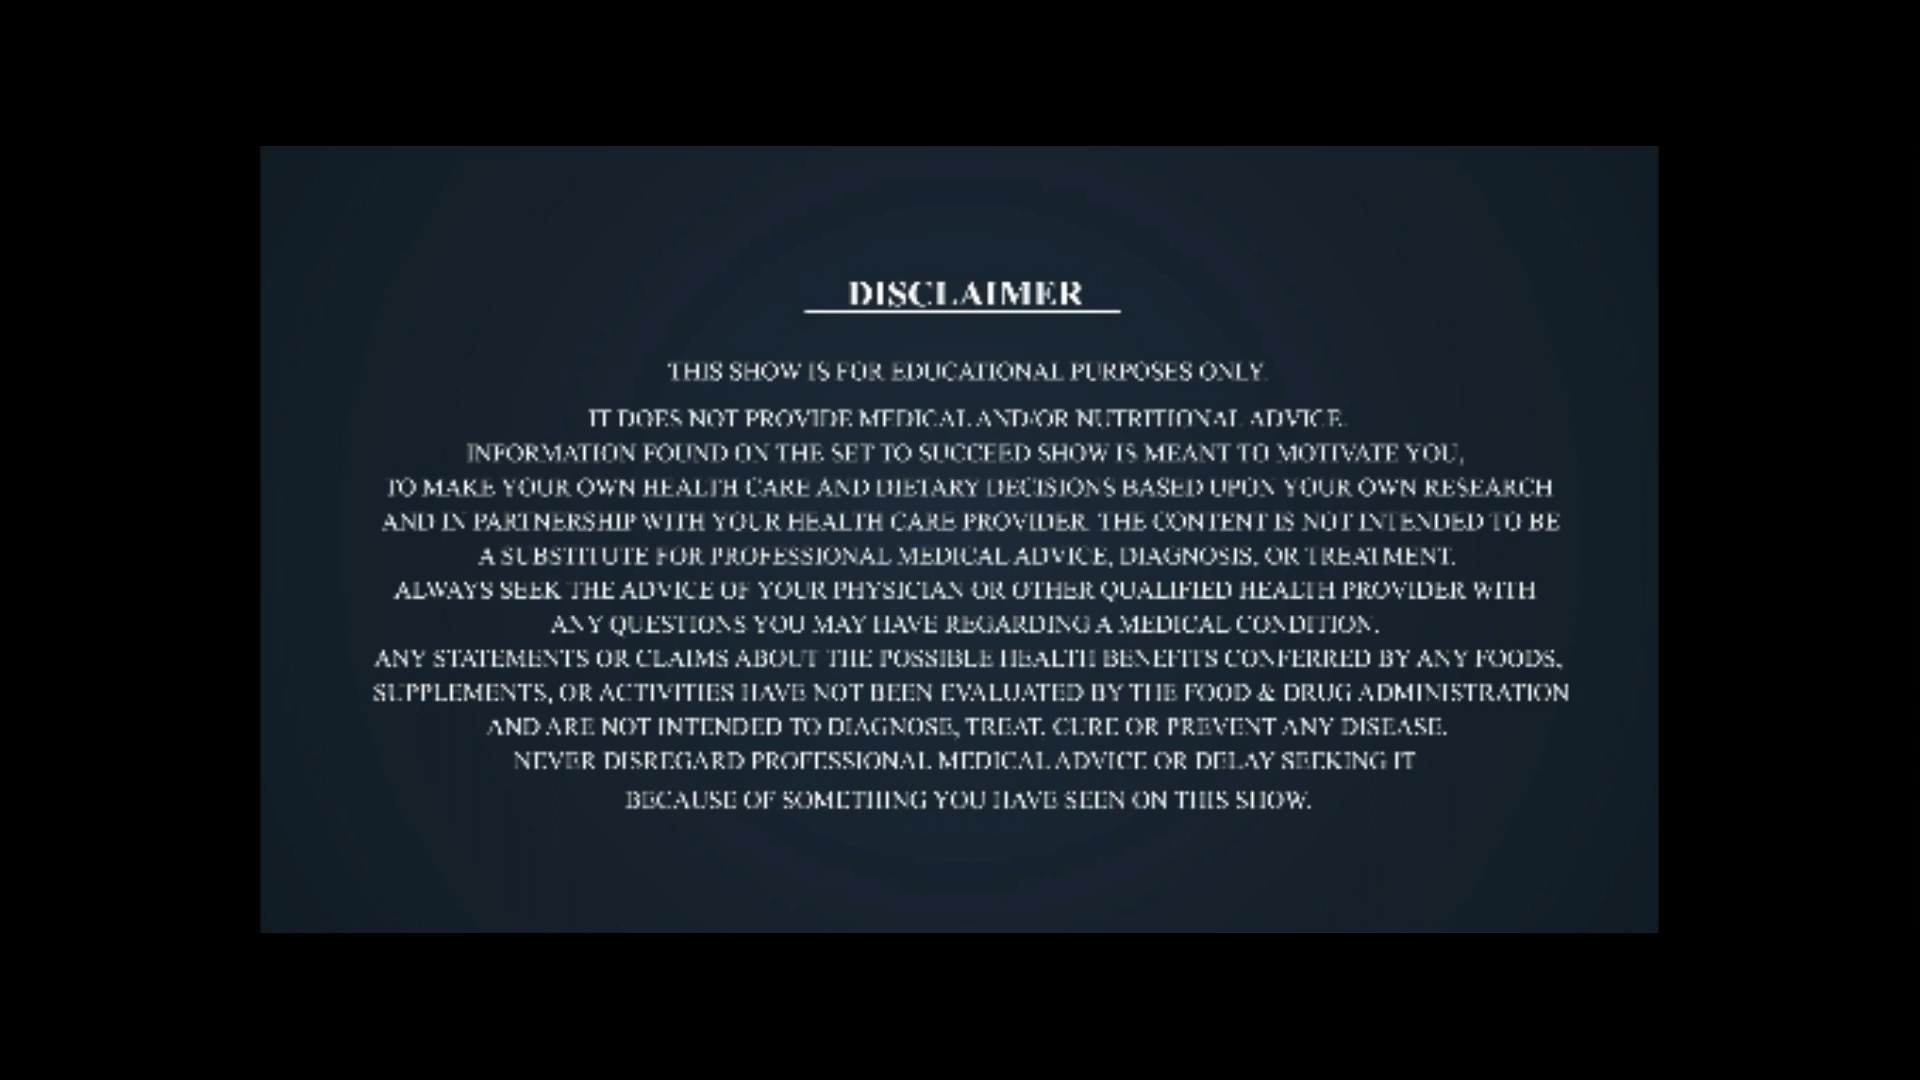 DISCLAIMER
THIS SHOW IS FOR EDUCATIONAL PURPOSES ONLY.
IT DOES NOT PROVIDE MEDICAL AND/OR NUTRITIONAL ADVICE.
INFORMATION FOUND ON THE SET TO SUCCEED SHOW IS MEANT TO MOTIVATE YOU,
TO MAKE YOUR OWN HEALTH CARE AND DIETARY DECISIONS BASED UPON YOUR OWN RESEARCH
AND IN PARTNERSHIP WITH YOUR HEALTH CARE PROVIDER. THE CONTENT IS NOT INTENDED TO BE
A SUBSTITUTE FOR PROFESSIONAL MEDICAL ADVICE, DIAGNOSIS, OR TREATMENT.
ALWAYS SEEK THE ADVICE OF YOUR PHYSICIAN OR OTHER QUALIFIED HEALTH PROVIDER WITH
ANY QUESTIONS YOU MAY HAVE REGARDING A MEDICAL CONDITION.
ANY STATEMENTS OR CLAIMS ABOUT THE POSSIBLE HEALTH BENEFITS CONFERRED BY ANY FOODS,
SUPPLEMENTS, OR ACTIVITIES HAVE NOT BEEN EVALUATED BY THE FOOD & DRUG ADMINISTRATION
AND ARE NOT INTENDED TO DIAGNOSE, TREAT, CURE OR PREVENT ANY DISEASE.
NEVER DISREGARD PROFESSIONAL MEDICAL ADVICE OR DELAY SEEKING IT
BECAUSE OF SOMETHING YOU HAVE SEEN ON THIS SHOW.